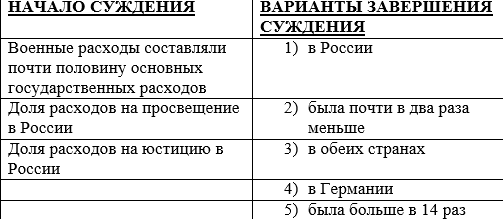 НАЧАЛО СУЖДЕНИЯ
ВАРИАНТЫ ЗАВЕРШЕНИЯ
СУЖДЕНИЯ
Военные расходы составляли
почти половину основных
государственных расходов
1) в России
Доля расходов на просвещение
в России
2) была почти в два раза
меньше
Доля расходов на юстицию в
России
3) в обеих странах
4) в Германии
5) была больше в 14 раз